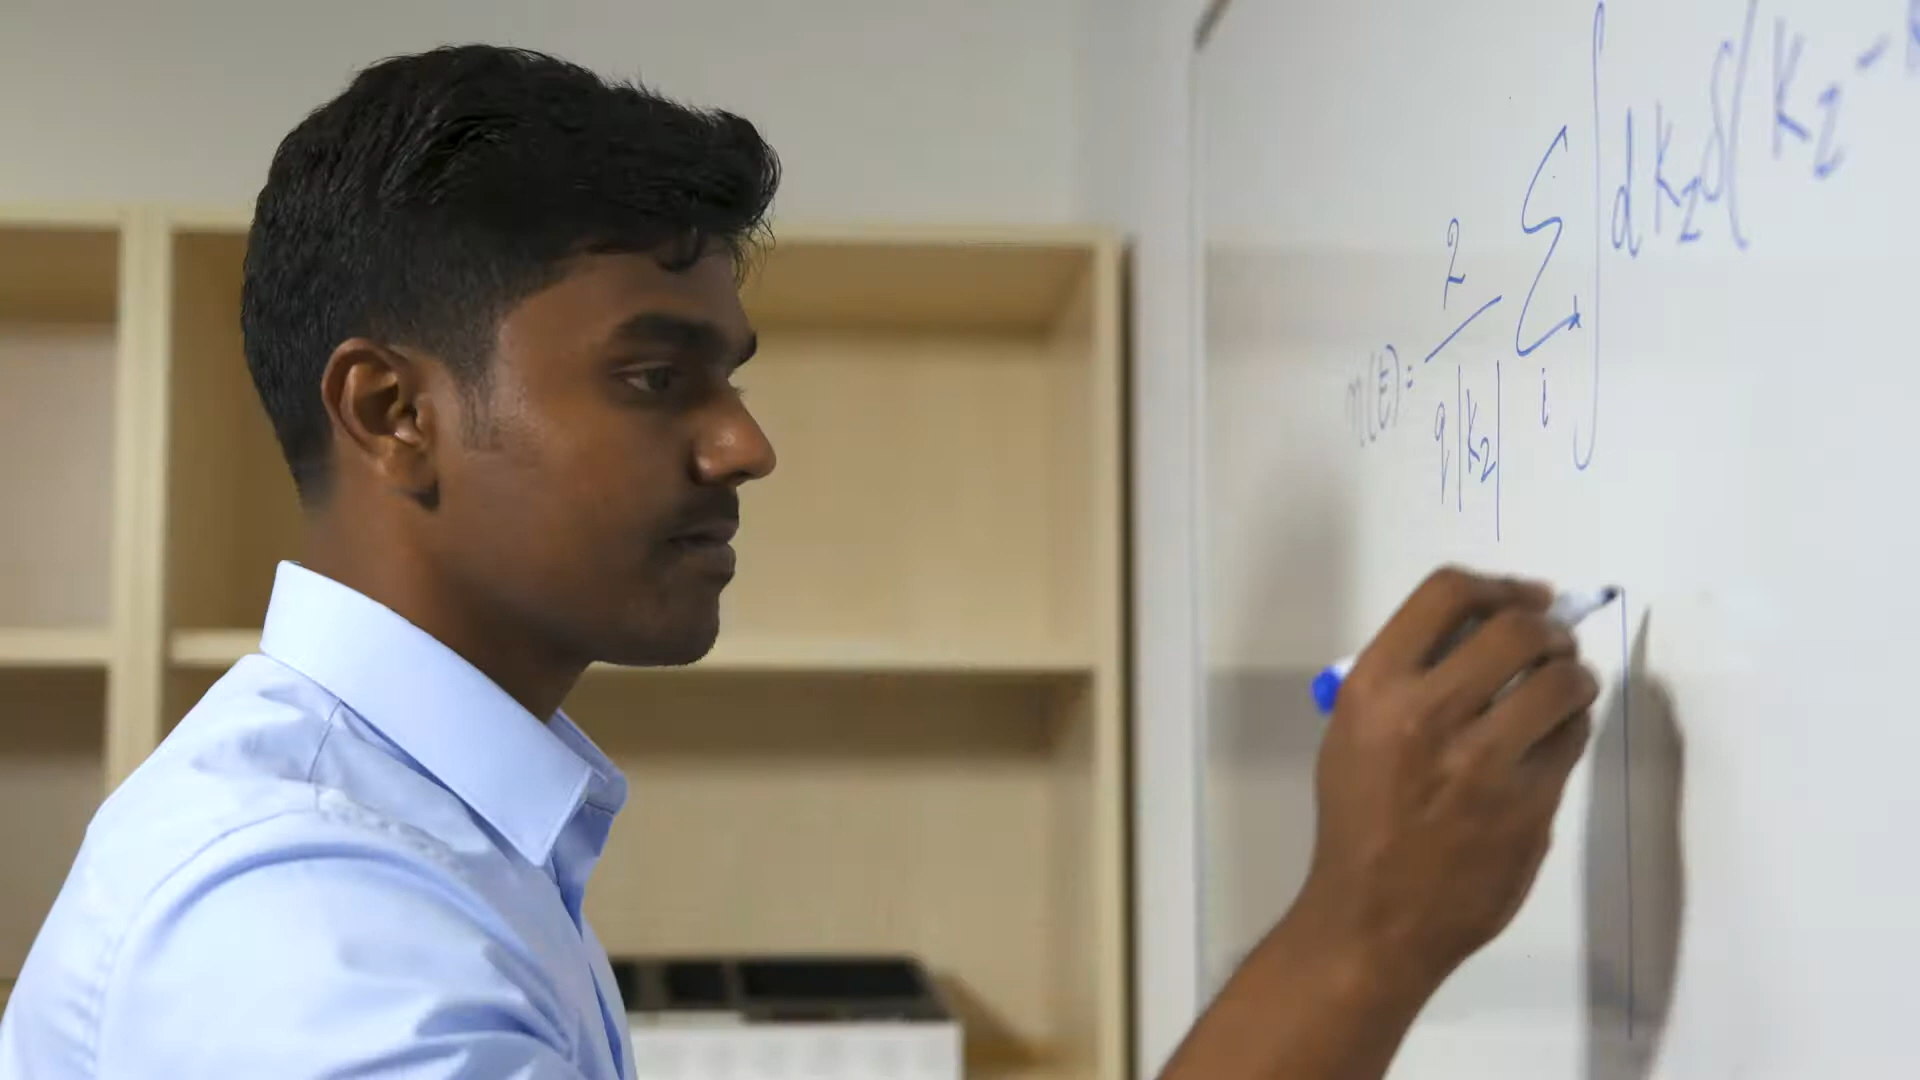 n(t) = 2/q|k_z| Σ_i ∫ dk_z δ(k_z -